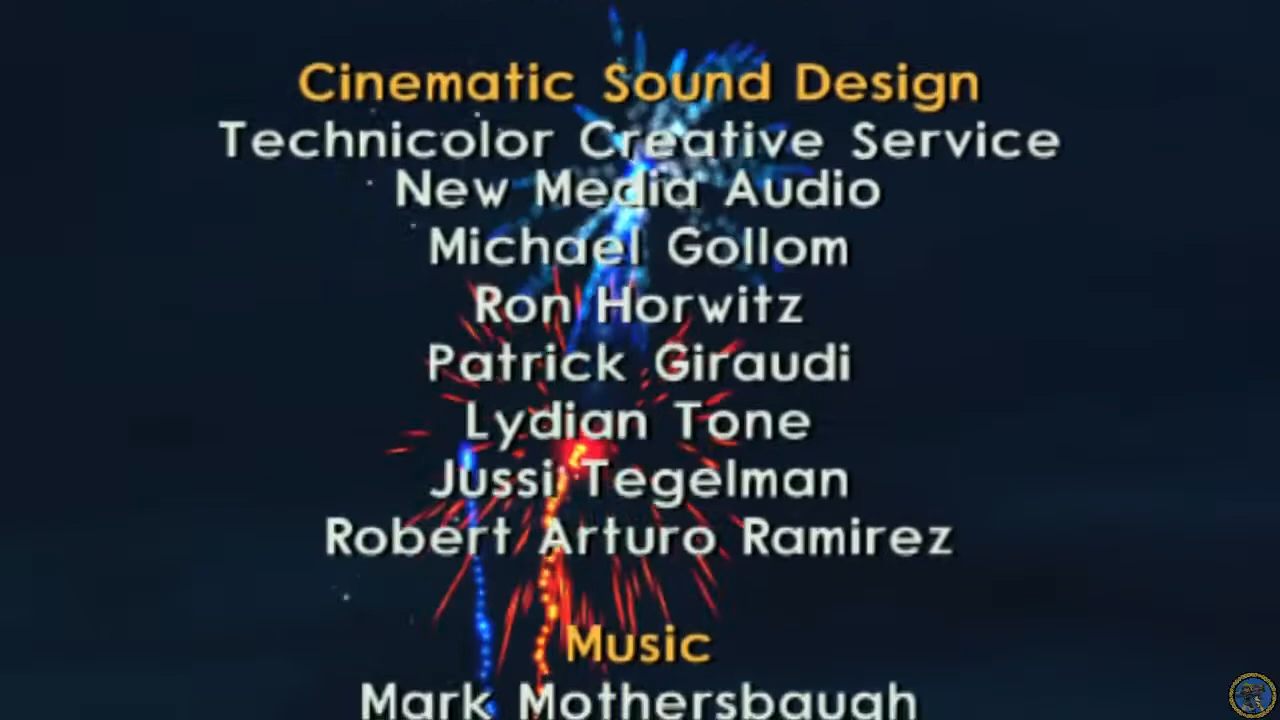 Cinematic Sound Design
Technicolor Creative Service
New Media Audio
Michael Gollom
Ron Horwitz
Patrick Giraudi
Lydian Tone
Jussi Tegelman
Robert Arturo Ramirez
Music
Mark Mothersbaugh